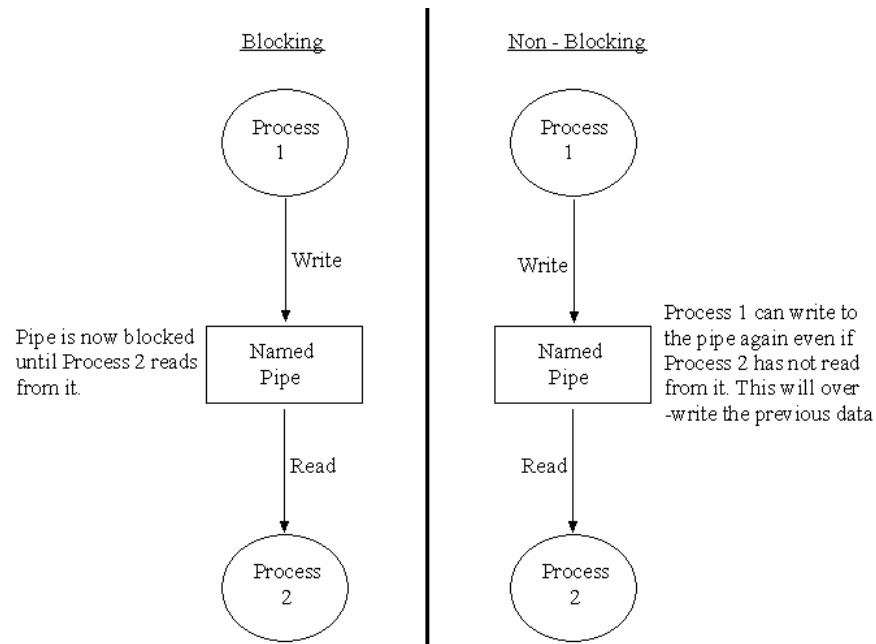 Blocking
Process
1
Write
Pipe is now blocked
until Process 2 reads
from it.
Named
Pipe
Read
Process
2
Non - Blocking
Process
1
Write
Named
Pipe
Process 1 can write to
the pipe again even if
Process 2 has not read
from it. This will over
-write the previous data
Read
Process
2